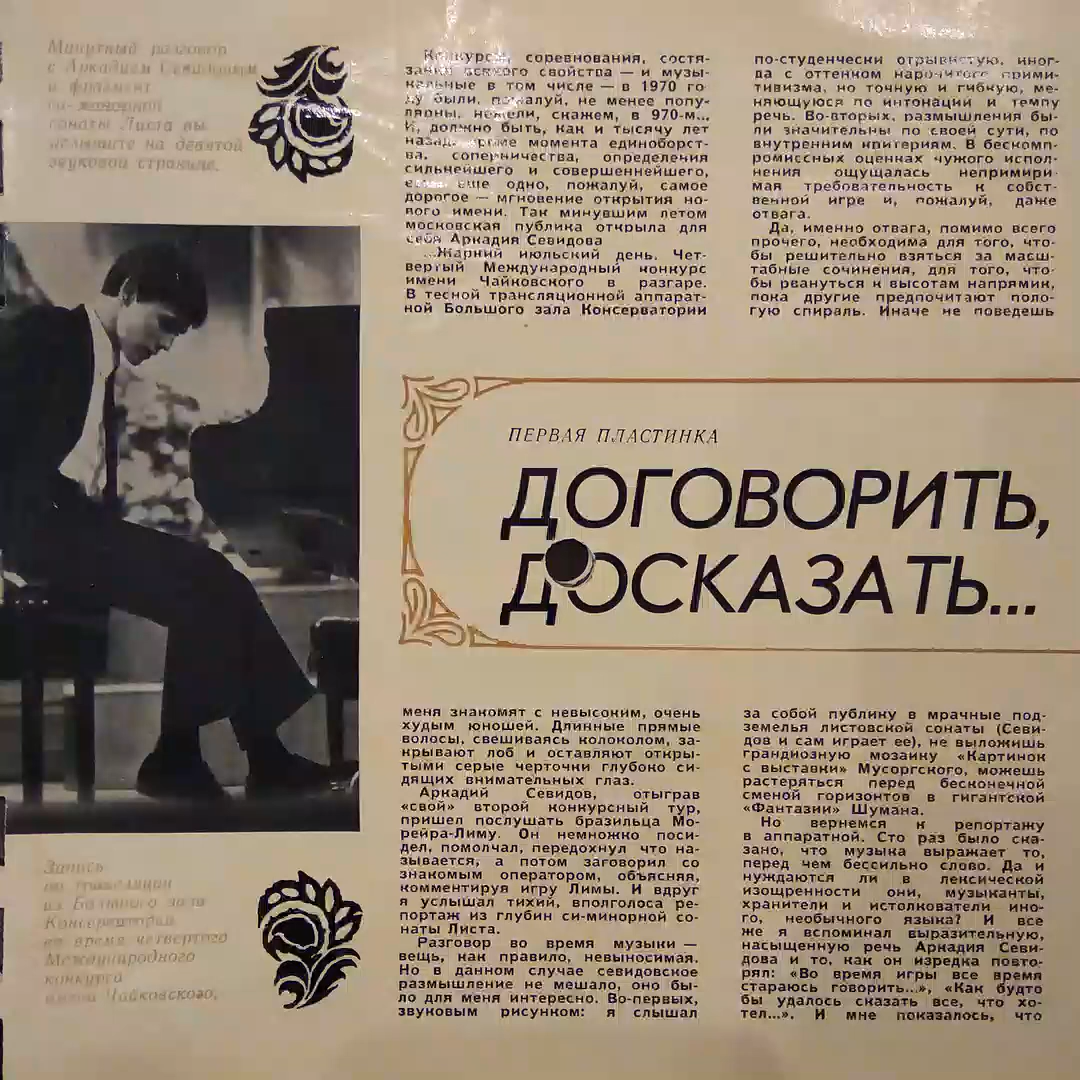 Минутный разговор
с Аркадием Севидовым
и фрагмент
си-минорной
сонаты Листа вы
услышите на девятой
звуковой странице.
Конкурсы, соревнования, состя-
зания всякого свойства — и музы-
кальные в том числе — в 1970 го-
ду были, пожалуй, не менее попу-
лярны, нежели, скажем, в 970-м...
И, должно быть, как и тысячу лет
назад, кроме момента единоборст-
ва, соперничества, определения
сильнейшего и совершеннейшего,
есть еще одно, пожалуй, самое
дорогое — мгновение открытия но-
вого имени. Так минувшим летом
московская публика открыла для
себя Аркадия Севидова
...Жаркий июльский день. Чет-
вертый Международный конкурс
имени Чайковского в разгаре.
В тесной трансляционной аппарат-
ной Большого зала Консерватории
по-студенчески отрывистую, иног-
да с оттенком нарочитого прими-
тивизма, но точную и гибкую, ме-
няющуюся по интонации и темпу
речь. Во-вторых, размышления бы-
ли значительны по своей сути, по
внутренним критериям. В бескомп-
ромиссных оценках чужого испол-
нения ощущалась непримири-
мая требовательность к собст-
венной игре и, пожалуй, даже
отвага.
Да, именно отвага, помимо всего
прочего, необходима для того, что-
бы решительно взяться за масш-
табные сочинения, для того, что-
бы рвануться к высотам напрямик,
пока другие предпочитают поло-
гую спираль. Иначе не поведешь
ПЕРВАЯ ПЛАСТИНКА
ДОГОВОРИТЬ,
ДОСКАЗАТЬ...
меня знакомят с невысоким, очень
худым юношей. Длинные прямые
волосы, свешиваясь колоколом, за-
крывают лоб и оставляют откры-
тыми серые черточки глубоко си-
дящих внимательных глаз.
Аркадий Севидов, отыграв
«свой» второй конкурсный тур,
пришел послушать бразильца Мо-
рейра-Лиму. Он немножко поси-
дел, помолчал, передохнул что на-
зывается, а потом заговорил со
знакомым оператором, объясняя,
комментируя игру Лимы. И вдруг
я услышал тихий, вполголоса ре-
портаж из глубин си-минорной со-
наты Листа.
Разговор во время музыки —
вещь, как правило, невыносимая.
Но в данном случае севидовское
размышление не мешало, оно бы-
ло для меня интересно. Во-первых,
звуковым рисунком: я слышал
за собой публику в мрачные под-
земелья листовской сонаты (Севи-
дов и сам играет ее), не выложишь
грандиозную мозаику «Картинок
с выставки» Мусоргского, можешь
растеряться перед бесконечной
сменой горизонтов в гигантской
«Фантазии» Шумана.
Но вернемся к репортажу
в аппаратной. Сто раз было ска-
зано, что музыка выражает то,
перед чем бессильно слово. Да и
нуждаются ли в лексической
изощренности они, музыканты,
хранители и истолкователи ино-
го, необычного языка? И все
же я вспоминал выразительную,
насыщенную речь Аркадия Севи-
дова и то, как он изредка повто-
рял: «Во время игры все время
стараюсь говорить...», «Как будто
бы удалось сказать все, что хо-
тел...». И мне показалось, что
Запись
по трансляции
из Большого зала
Консерватории
во время четвертого
Международного
конкурса
имени Чайковского.